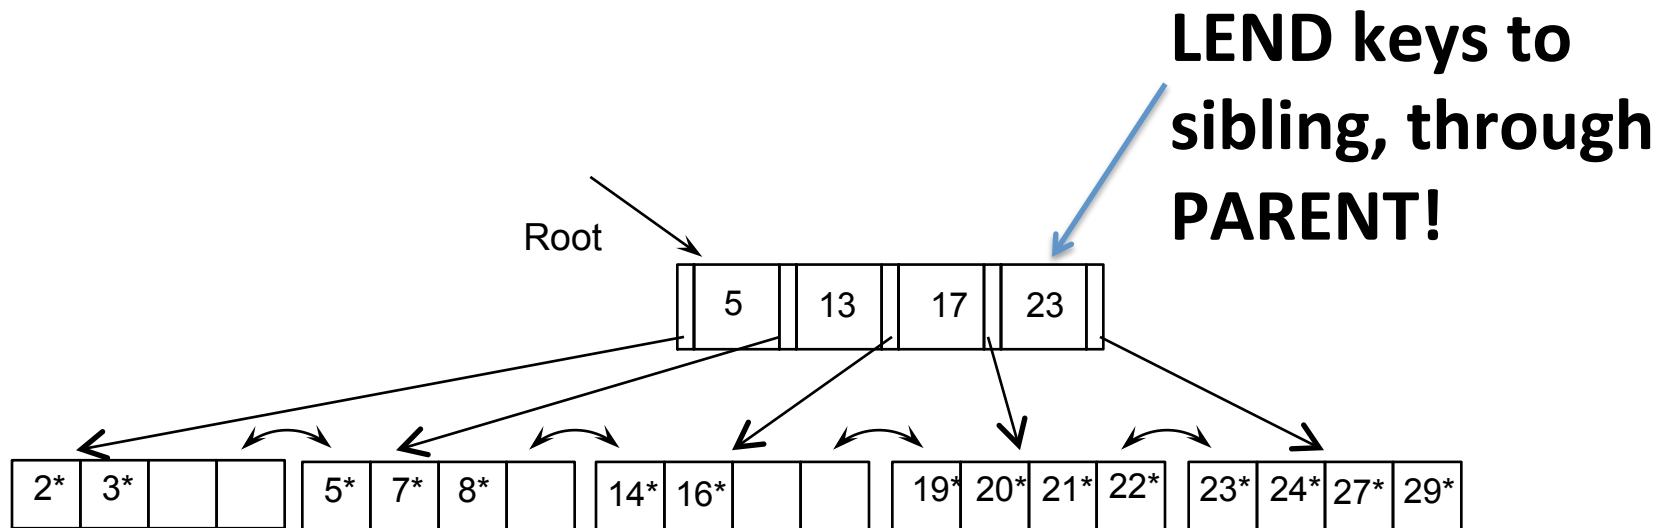 LEND keys to
sibling, through
PARENT!
Root
5 13 17 23
2* 3* 5* 7* 8* 14* 16* 19* 20* 21* 22* 23* 24* 27* 29*